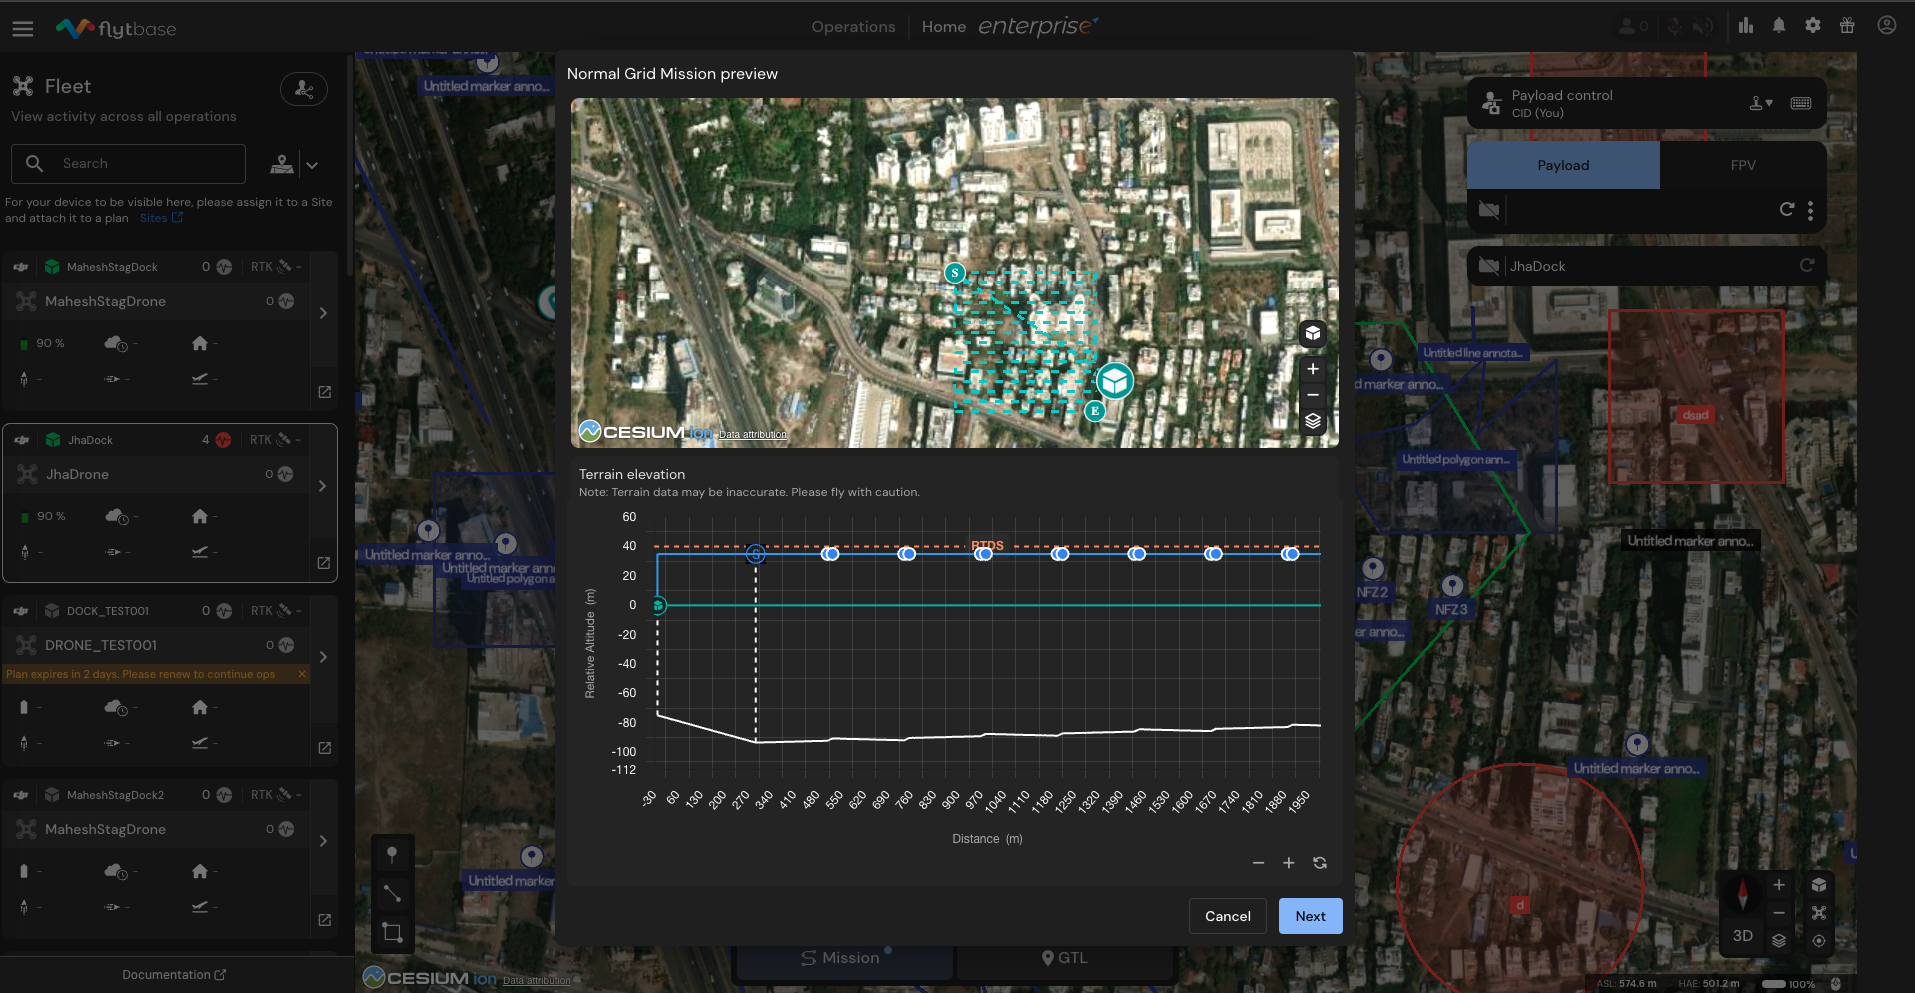 flytbase
Operations
Home enterprise
0
Fleet
View activity across all operations
Search
For your device to be visible here, please assign it to a Site
and attach it to a plan Sites
MaheshStagDock 0 RTK -
MaheshStagDrone 0
90 % - -
- - -
JhaDock 4 RTK -
JhaDrone 0
90 % - -
- - -
DOCK_TEST001 0 RTK -
DRONE_TEST001 0
Plan expires in 2 days. Please renew to continue ops ×
- - -
- - -
MaheshStagDock2 0 RTK -
MaheshStagDrone 0
- - -
- - -
Documentation
Untitled marker anno...
Untitled marker anno...
Untitled marker anno...
Untitled polygon a
Untitled marker
CESIUM ion Data attribution
Normal Grid Mission preview
S
E
CESIUM ion Data attribution
Terrain elevation
Note: Terrain data may be inaccurate. Please fly with caution.
60
40
20
0
-20
-40
-60
-80
-100
-112
Relative Altitude (m)
RTDS
S
-30 60 130 200 270 340 410 480 550 620 690 760 830 900 970 1040 1110 1180 1250 1320 1390 1460 1530 1600 1670 1740 1810 1880 1950
Distance (m)
Cancel
Next
Mission
GTL
Payload control
CID (You)
Payload
FPV
JhaDock
Untitled line annota...
d marker anno...
dsad
Untitled polygon ann...
Untitled marker anno...
NFZ 2
NFZ 3
er anno...
Untitled marker anno...
d
3D
ASL: 574.6 m HAE: 501.2 m 100%